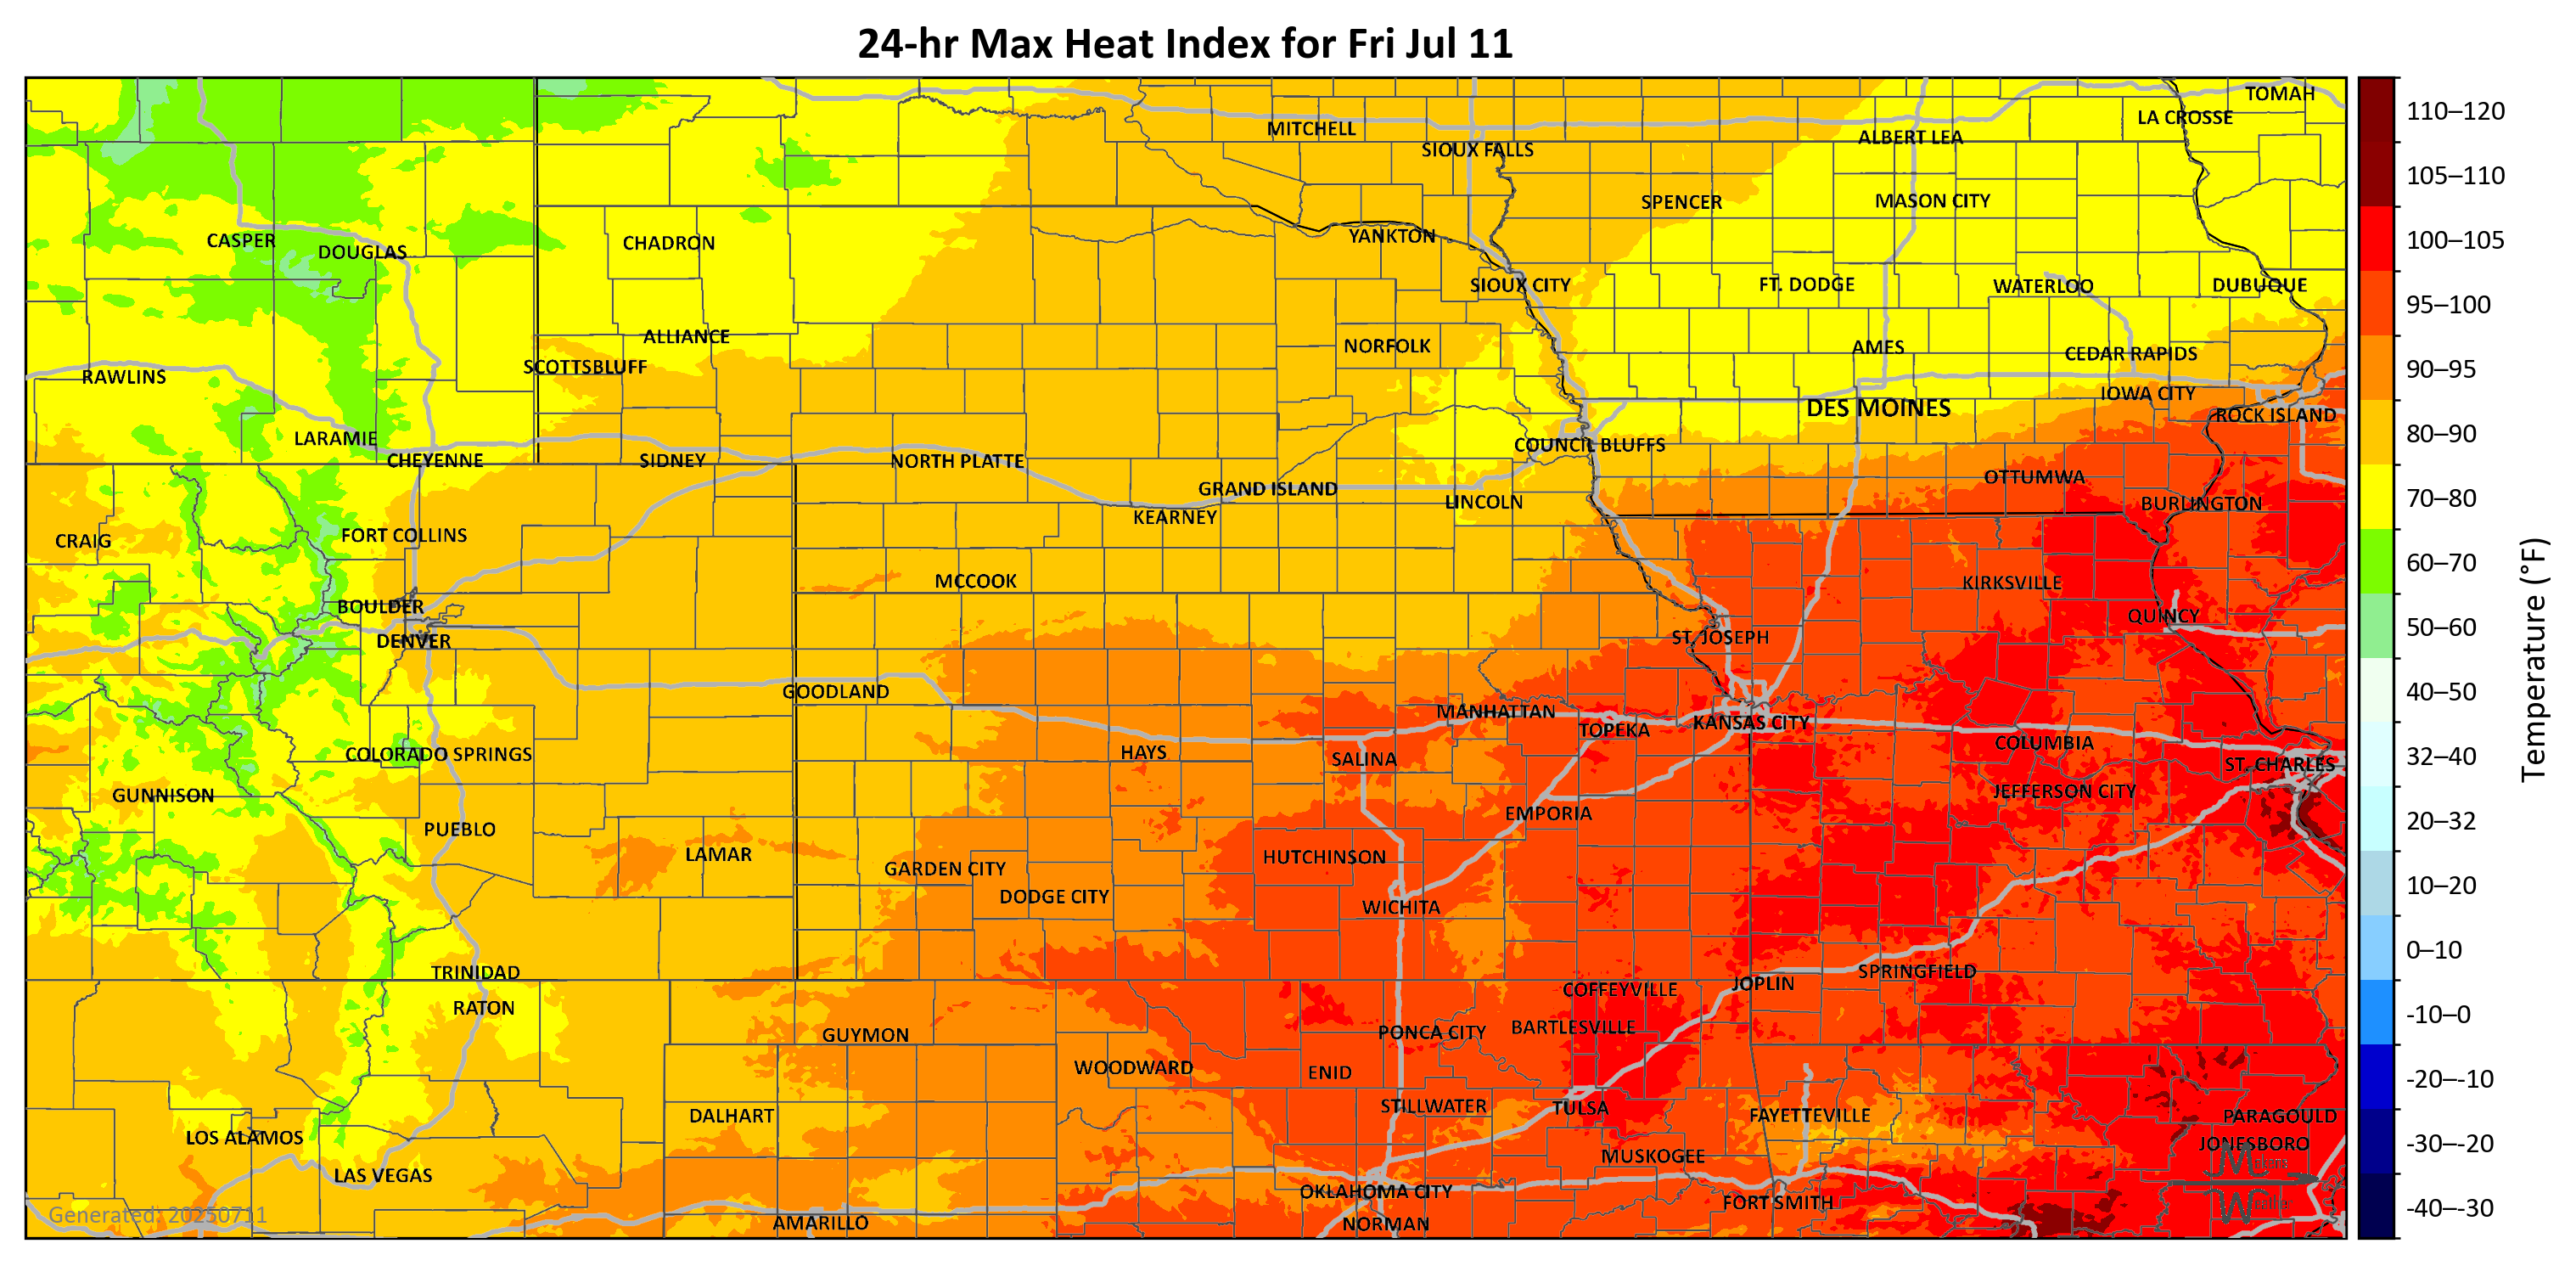 24-hr Max Heat Index for Fri Jul 11
TOMAH
LA CROSSE
MITCHELL
ALBERT LEA
SIOUX FALLS
SPENCER
MASON CITY
YANKTON
CASPER
CHADRON
DOUGLAS
SIOUX CITY
FT. DODGE
WATERLOO
DUBUQUE
ALLIANCE
NORFOLK
AMES
CEDAR RAPIDS
SCOTTSBLUFF
RAWLINS
IOWA CITY
DES MOINES
ROCK ISLAND
LARAMIE
COUNCIL BLUFFS
CHEYENNE
SIDNEY
NORTH PLATTE
OTTUMWA
GRAND ISLAND
LINCOLN
BURLINGTON
KEARNEY
FORT COLLINS
CRAIG
MCCOOK
KIRKSVILLE
BOULDER
QUINCY
DENVER
ST. JOSEPH
GOODLAND
MANHATTAN
KANSAS CITY
TOPEKA
COLUMBIA
COLORADO SPRINGS
HAYS
SALINA
ST. CHARLES
GUNNISON
JEFFERSON CITY
EMPORIA
PUEBLO
LAMAR
HUTCHINSON
GARDEN CITY
DODGE CITY
WICHITA
TRINIDAD
SPRINGFIELD
JOPLIN
COFFEYVILLE
RATON
BARTLESVILLE
GUYMON
PONCA CITY
WOODWARD
ENID
STILLWATER
TULSA
DALHART
FAYETTEVILLE
PARAGOULD
LOS ALAMOS
JONESBORO
MUSKOGEE
LAS VEGAS
OKLAHOMA CITY
FORT SMITH
AMARILLO
NORMAN
Generated: 20250711
110–120
105–110
100–105
95–100
90–95
80–90
70–80
60–70
50–60
40–50
32–40
20–32
10–20
0–10
-10–0
-20–-10
-30–-20
-40–-30
Temperature (°F)